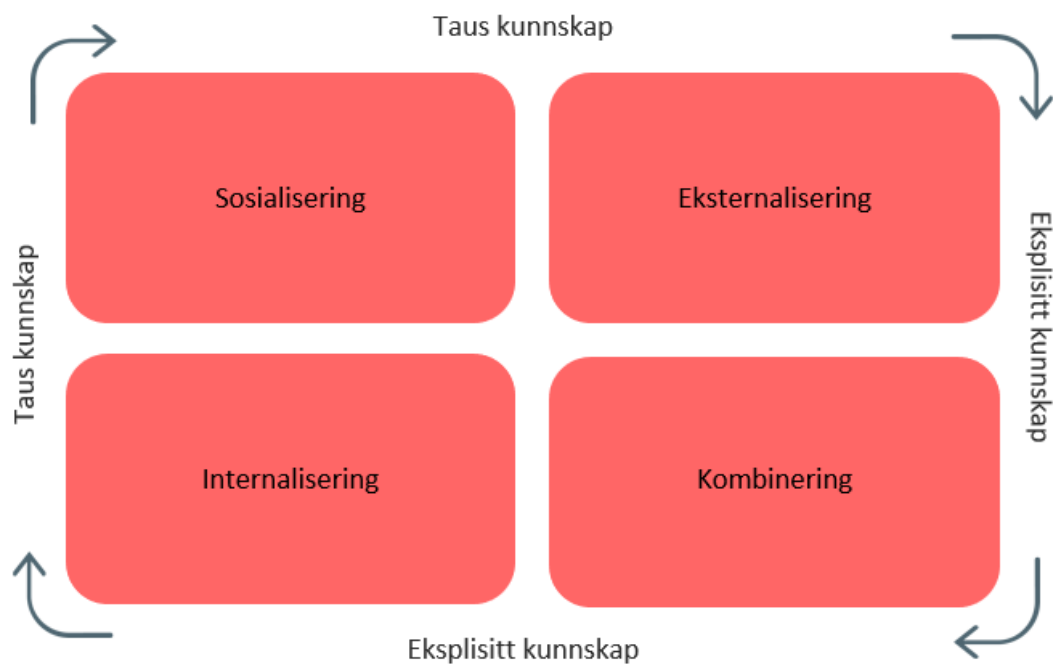 Taus kunnskap
Sosialisering
Eksternalisering
Taus kunnskap
Eksplisitt kunnskap
Internalisering
Kombinering
Eksplisitt kunnskap